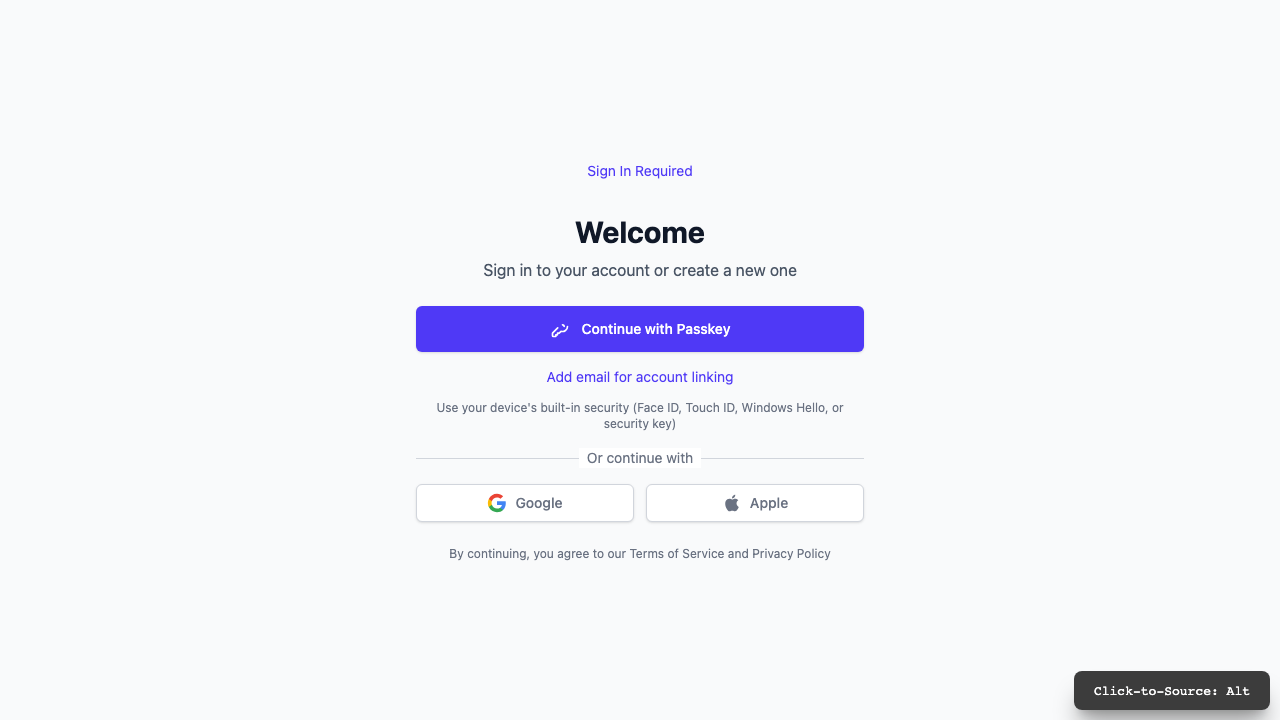 Sign In Required
Welcome
Sign in to your account or create a new one
Continue with Passkey
Add email for account linking
Use your device's built-in security (Face ID, Touch ID, Windows Hello, or
security key)
Or continue with
Google
Apple
By continuing, you agree to our Terms of Service and Privacy Policy
Click-to-Source: Alt